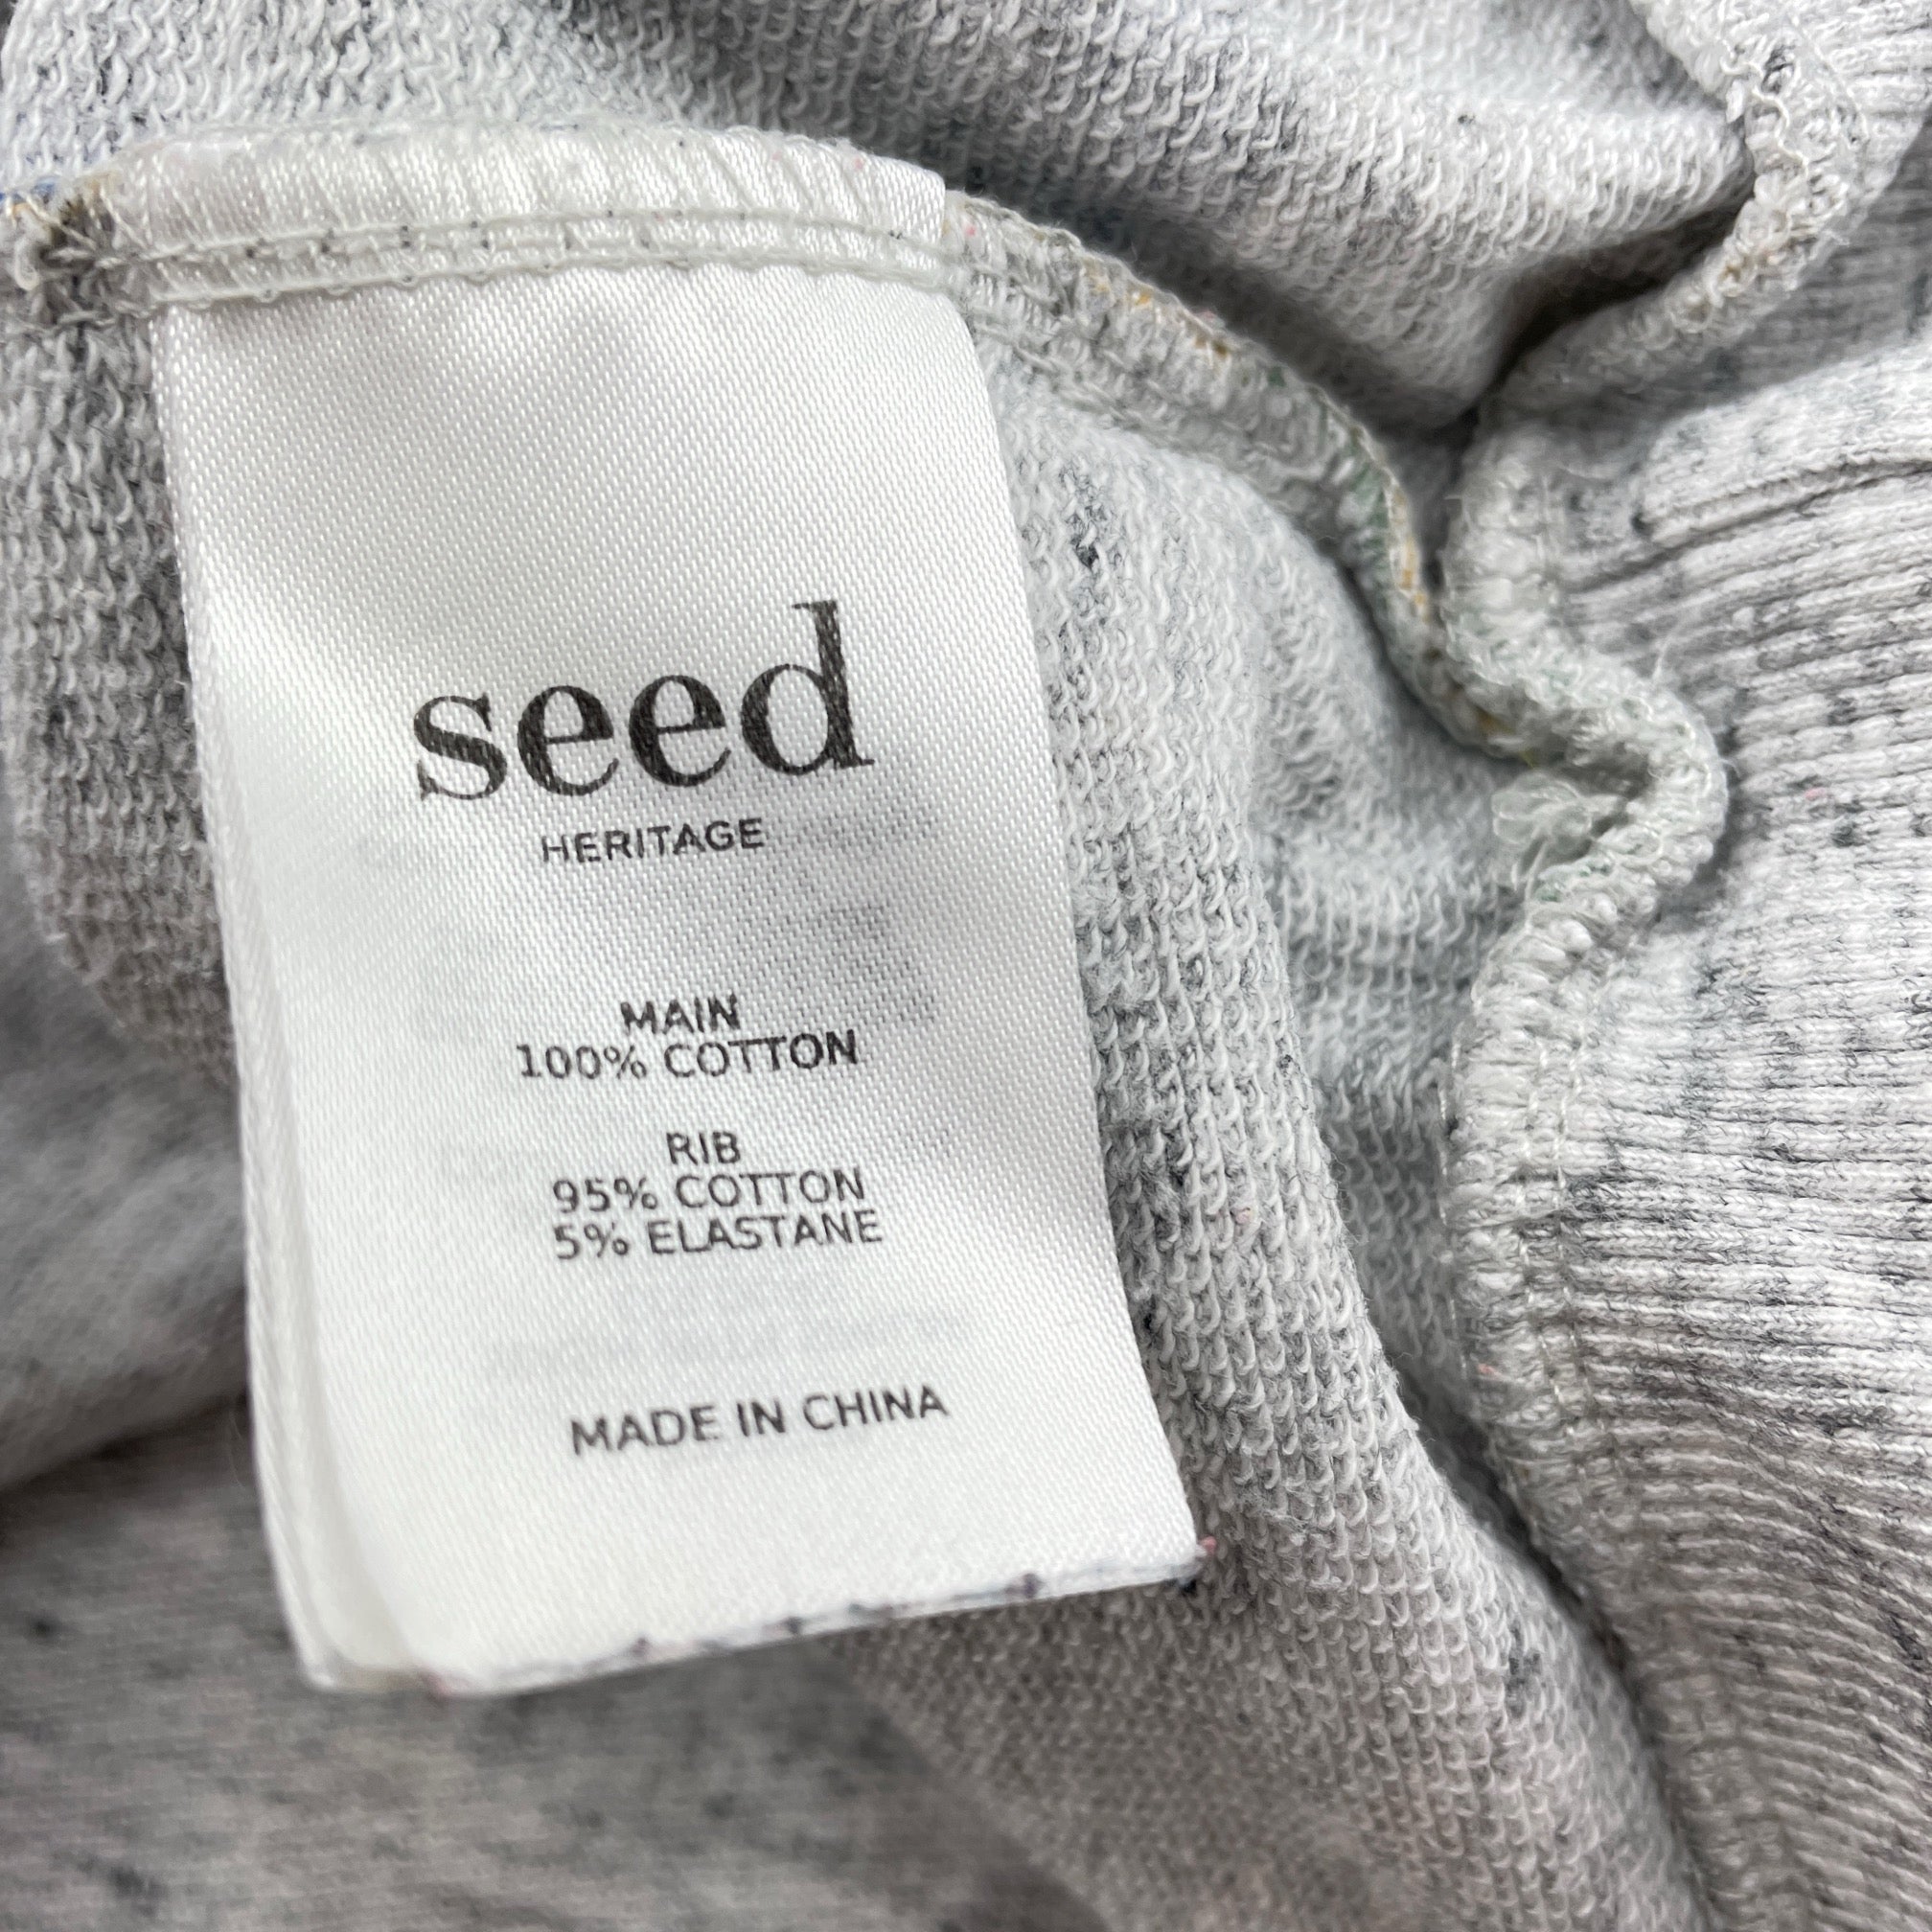 seed
HERITAGE
MAIN
100% COTTON
RIB
95% COTTON
5% ELASTANE
MADE IN CHINA